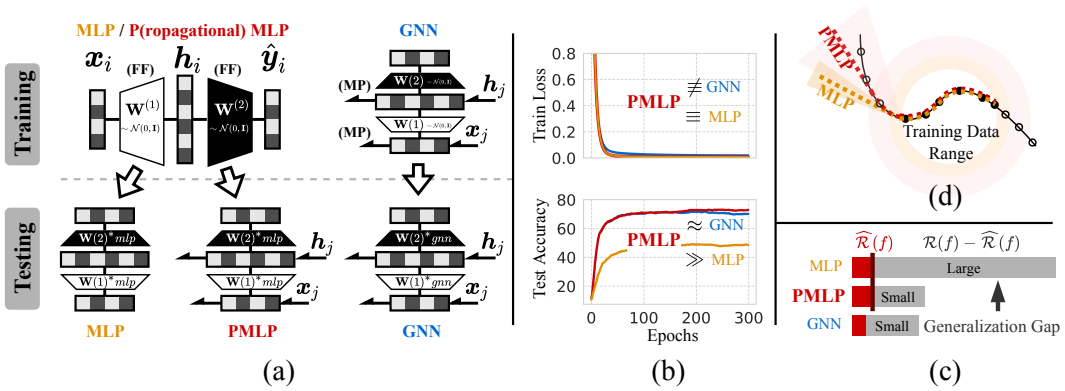 MLP / P(ropagational) MLP
GNN
Training
x_i
(FF)
h_i
(FF)
ŷ_i
W^(1)
~N(0,I)
W^(2)
~N(0,I)
(MP)
W(2) ~N(0,I)
h_j
(MP)
W(1) ~N(0,I)
x_j
Testing
W(2)*mlp
W(1)*mlp
MLP
W(2)*mlp
h_j
W(1)*mlp
x_j
PMLP
W(2)*gnn
h_j
W(1)*gnn
x_j
GNN
(a)
Train Loss
0.8
0.6
0.4
0.2
0.0
PMLP
≢ GNN
≡ MLP
Test Accuracy
80
60
40
20
PMLP
≈ GNN
≫ MLP
0
100
200
300
Epochs
(b)
PMLP
MLP
Training Data
Range
(d)
R̂(f)
R(f) − R̂(f)
MLP
Large
PMLP
Small
GNN
Small
Generalization Gap
(c)